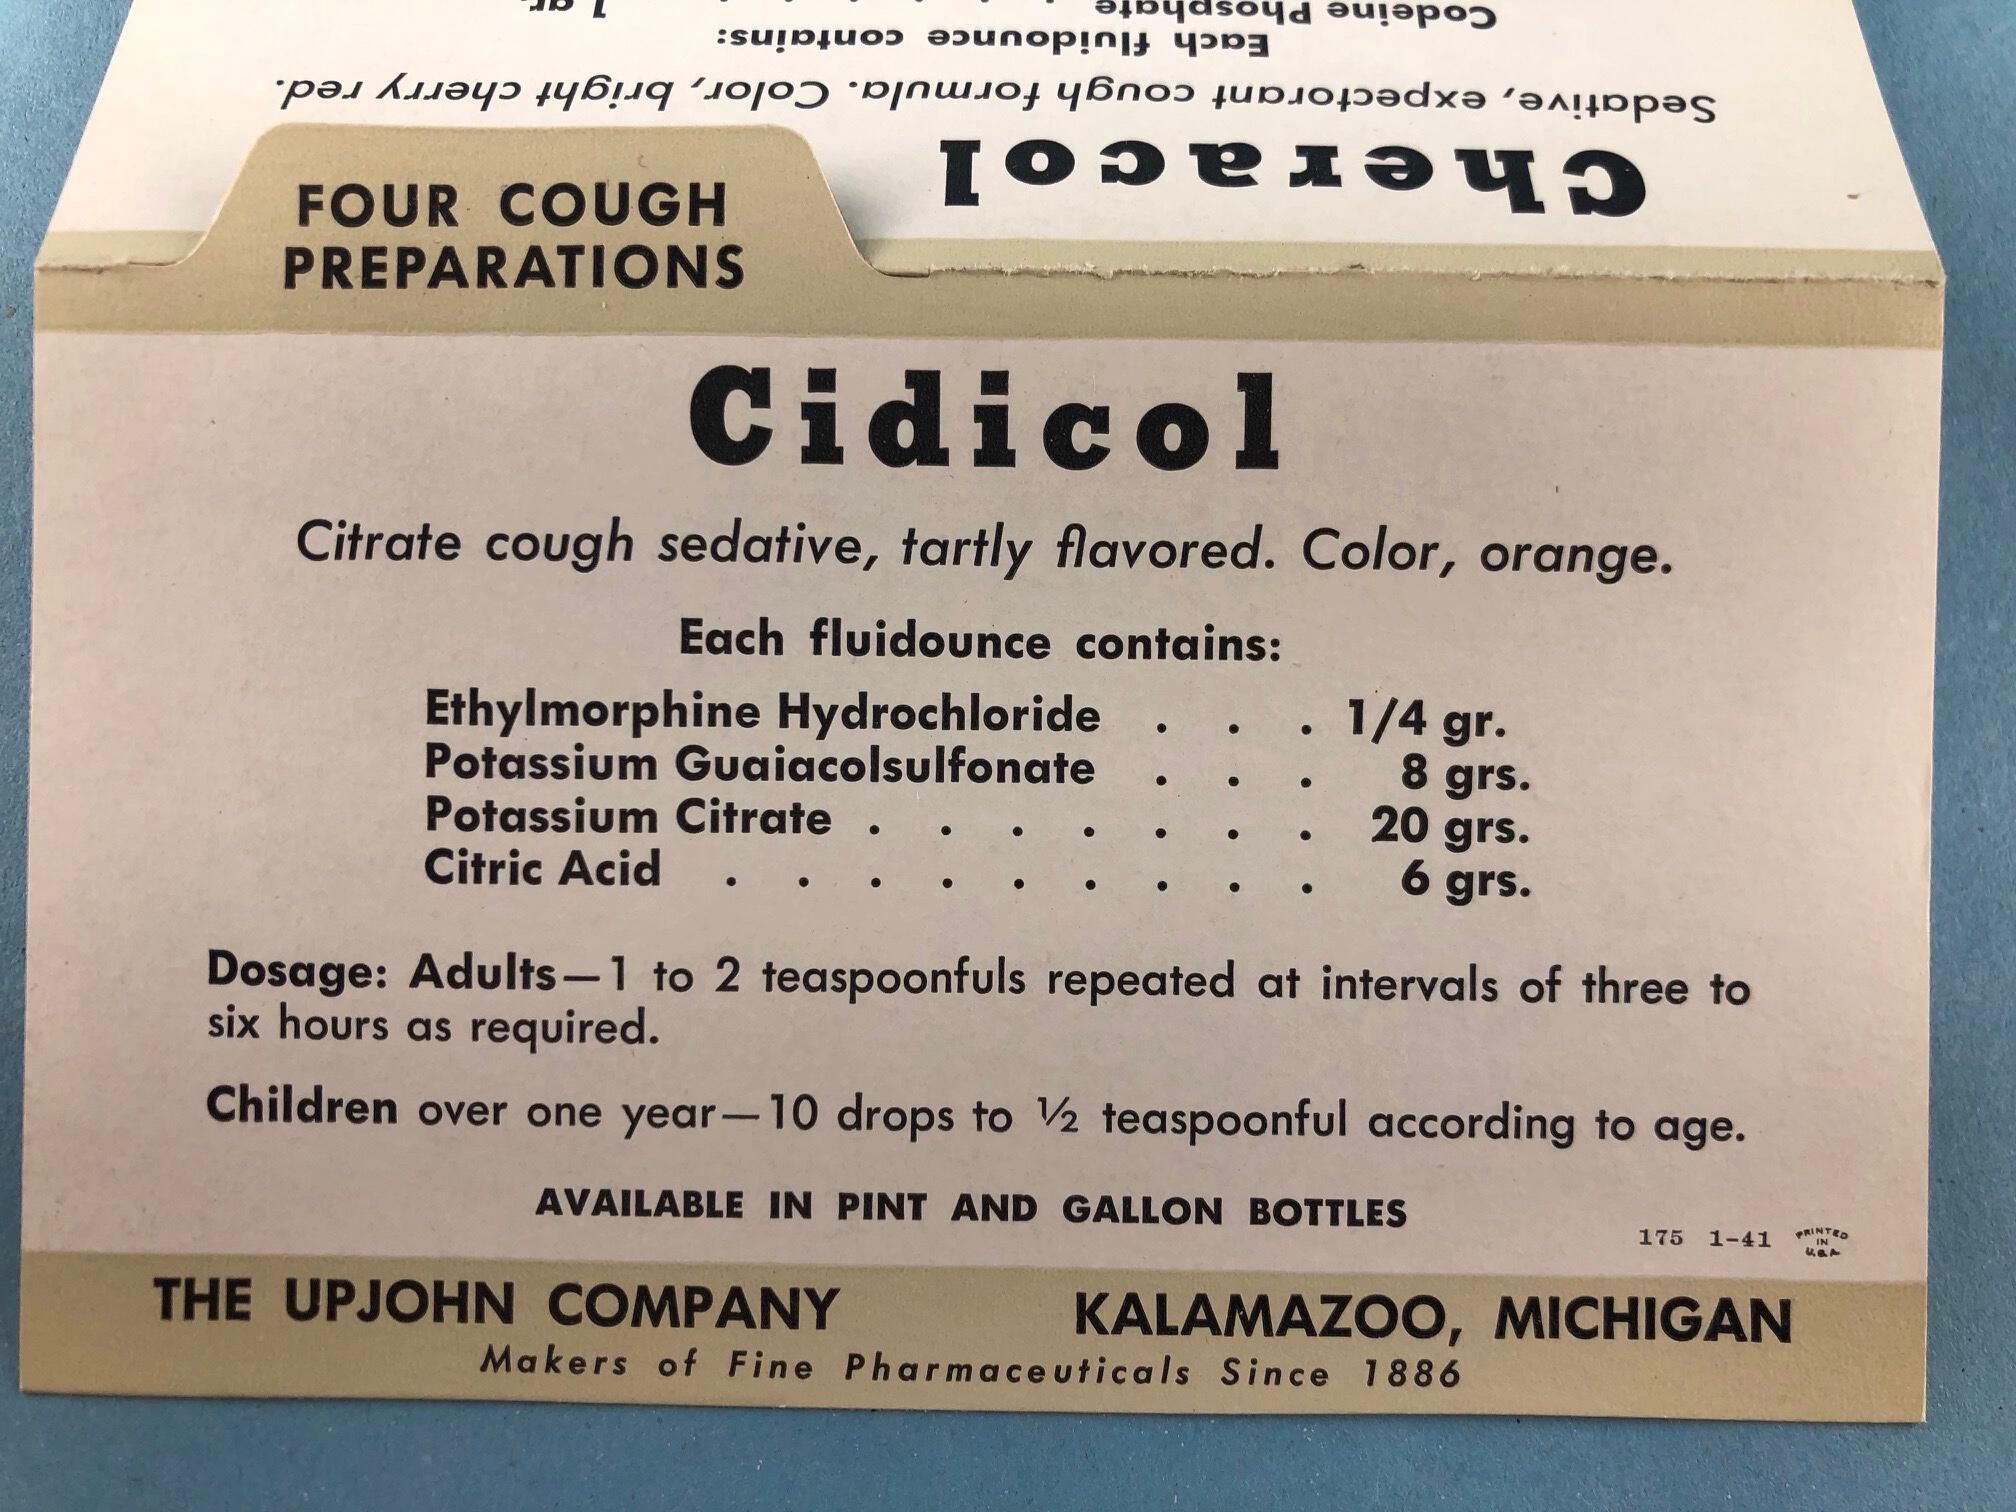 Codeine Phosphate . . . . . . . 1 gr.
Each fluidounce contains:
Sedative, expectorant cough formula. Color, bright cherry red.
Cheracol
FOUR COUGH
PREPARATIONS
Cidicol
Citrate cough sedative, tartly flavored. Color, orange.
Each fluidounce contains:
Ethylmorphine Hydrochloride . . . 1/4 gr.
Potassium Guaiacolsulfonate . . . 8 grs.
Potassium Citrate . . . . . . . 20 grs.
Citric Acid . . . . . . . . . 6 grs.
Dosage: Adults—1 to 2 teaspoonfuls repeated at intervals of three to
six hours as required.
Children over one year—10 drops to ½ teaspoonful according to age.
AVAILABLE IN PINT AND GALLON BOTTLES
175 1-41 PRINTED
IN
U.S.A.
THE UPJOHN COMPANY KALAMAZOO, MICHIGAN
Makers of Fine Pharmaceuticals Since 1886